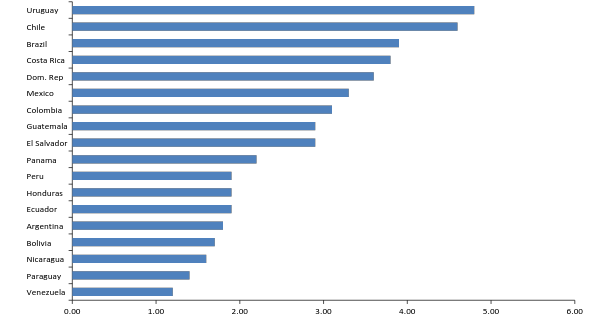 Uruguay
Chile
Brazil
Costa Rica
Dom. Rep
Mexico
Colombia
Guatemala
El Salvador
Panama
Peru
Honduras
Ecuador
Argentina
Bolivia
Nicaragua
Paraguay
Venezuela
0.00 1.00 2.00 3.00 4.00 5.00 6.00